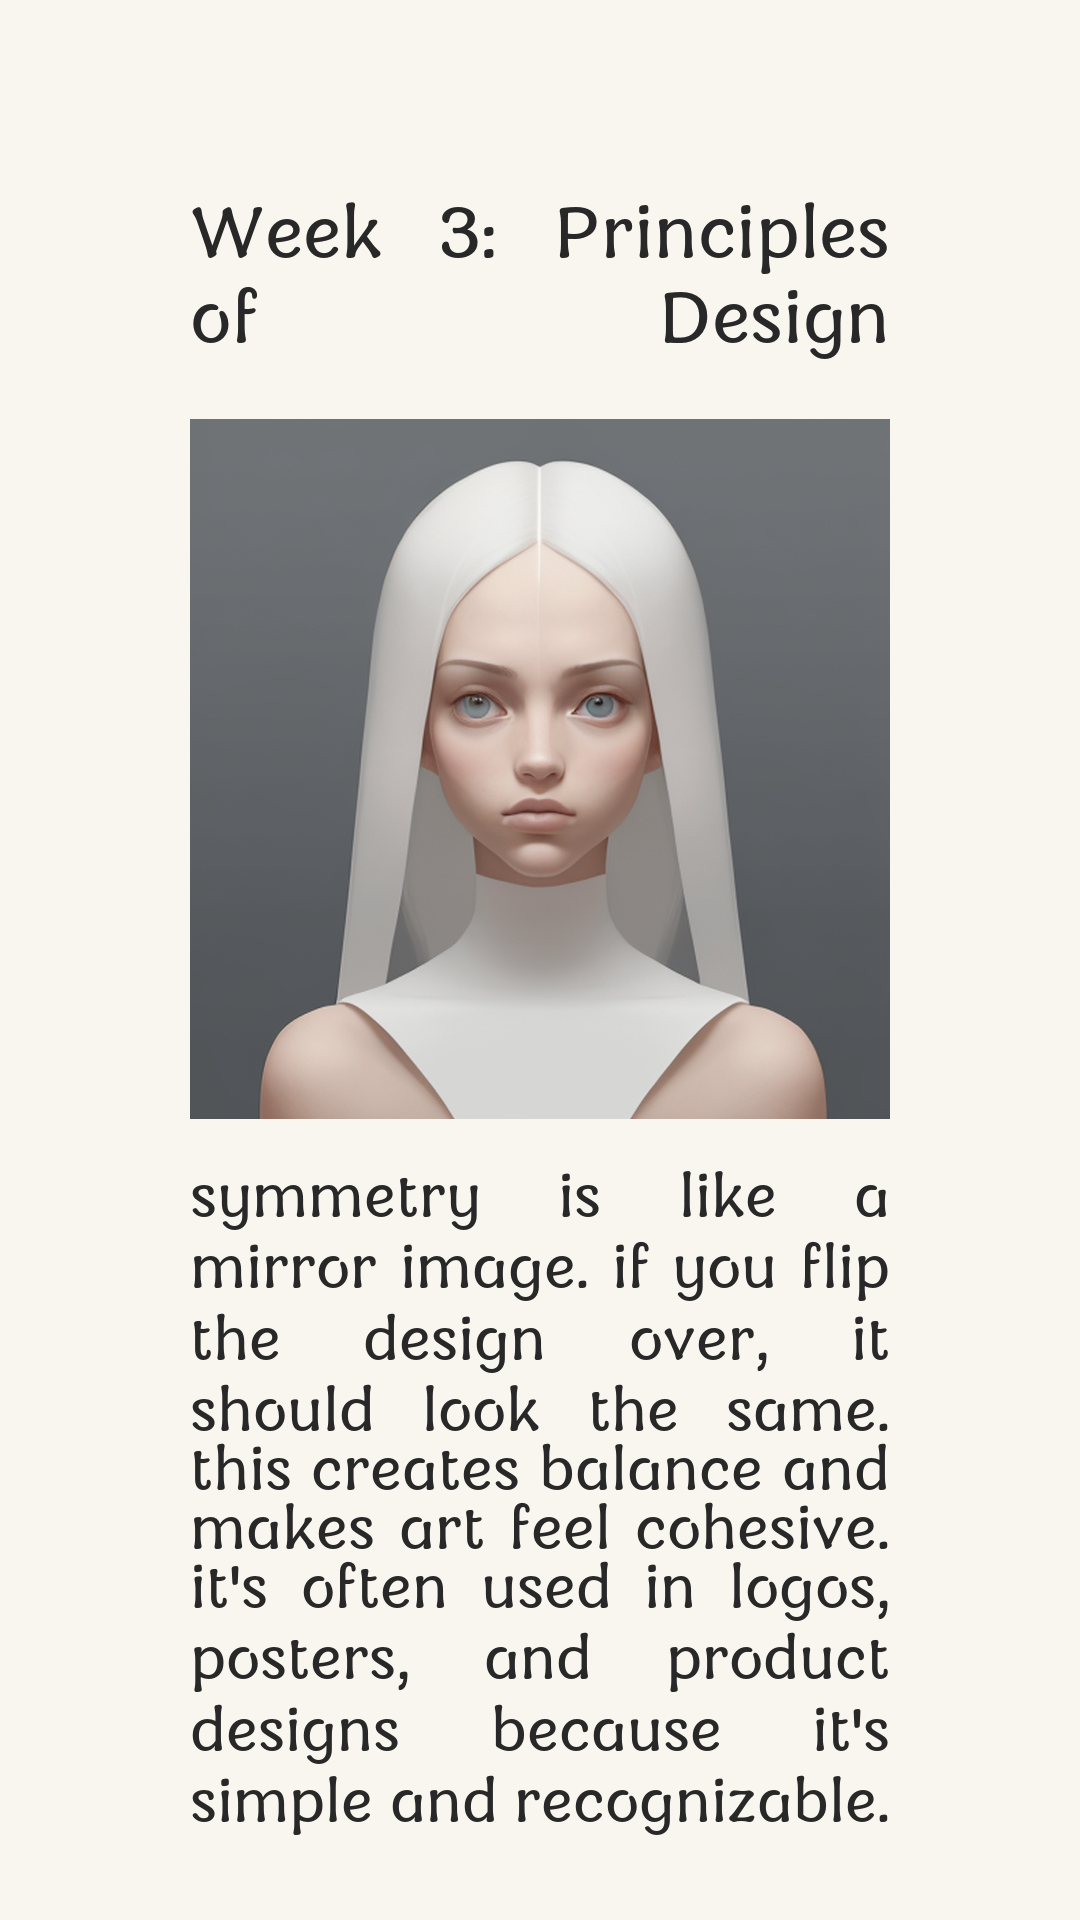 Week 3: Principles
of Design
symmetry is like a
mirror image. if you flip
the design over, it
should look the same.
this creates balance and
makes art feel cohesive.
it's often used in logos,
posters, and product
designs because it's
simple and recognizable.